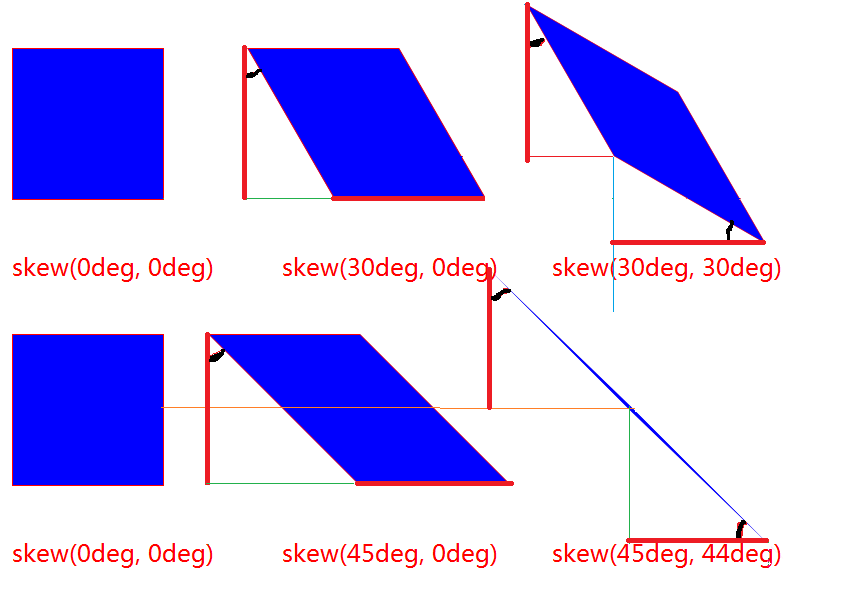 skew(0deg, 0deg)
skew(30deg, 0deg)
skew(30deg, 30deg)
skew(0deg, 0deg)
skew(45deg, 0deg)
skew(45deg, 44deg)